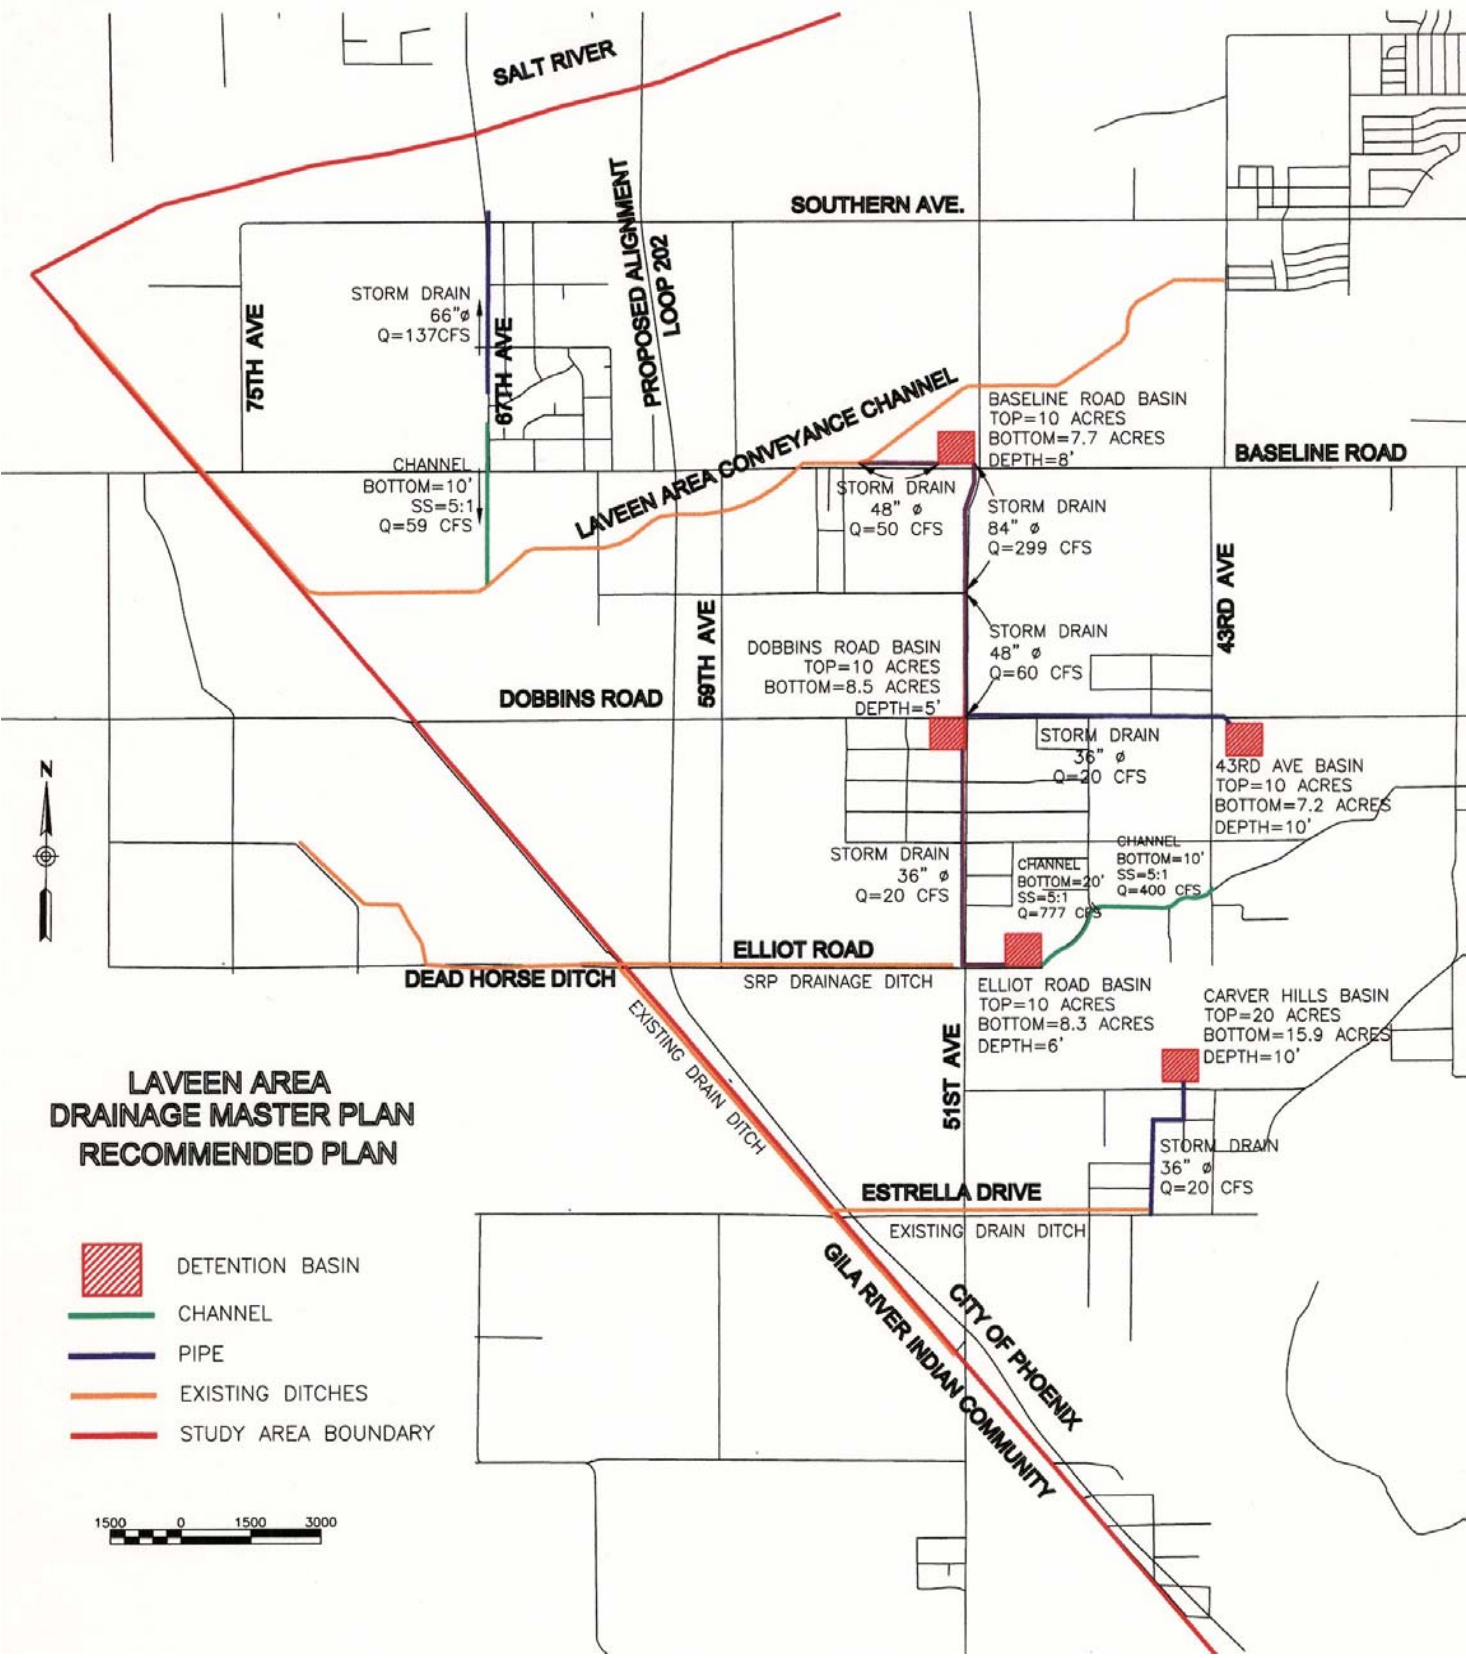 SALT RIVER
SOUTHERN AVE.
PROPOSED ALIGNMENT
LOOP 202
STORM DRAIN
66"ø
Q=137CFS
75TH AVE
67TH AVE
LAVEEN AREA CONVEYANCE CHANNEL
BASELINE ROAD BASIN
TOP=10 ACRES
BOTTOM=7.7 ACRES
DEPTH=8'
BASELINE ROAD
CHANNEL
BOTTOM=10'
SS=5:1
Q=59 CFS
STORM DRAIN
48" ø
Q=50 CFS
STORM DRAIN
84" ø
Q=299 CFS
43RD AVE
59TH AVE
STORM DRAIN
48" ø
Q=60 CFS
DOBBINS ROAD BASIN
TOP=10 ACRES
BOTTOM=8.5 ACRES
DEPTH=5'
DOBBINS ROAD
STORM DRAIN
36" ø
Q=20 CFS
43RD AVE BASIN
TOP=10 ACRES
BOTTOM=7.2 ACRES
DEPTH=10'
N
STORM DRAIN
36" ø
Q=20 CFS
CHANNEL
BOTTOM=20'
SS=5:1
Q=777 CFS
CHANNEL
BOTTOM=10'
SS=5:1
Q=400 CFS
ELLIOT ROAD
DEAD HORSE DITCH
SRP DRAINAGE DITCH
ELLIOT ROAD BASIN
TOP=10 ACRES
BOTTOM=8.3 ACRES
DEPTH=6'
CARVER HILLS BASIN
TOP=20 ACRES
BOTTOM=15.9 ACRES
DEPTH=10'
EXISTING DRAIN DITCH
51ST AVE
LAVEEN AREA
DRAINAGE MASTER PLAN
RECOMMENDED PLAN
STORM DRAIN
36" ø
Q=20 CFS
ESTRELLA DRIVE
EXISTING DRAIN DITCH
GILA RIVER INDIAN COMMUNITY
CITY OF PHOENIX
DETENTION BASIN
CHANNEL
PIPE
EXISTING DITCHES
STUDY AREA BOUNDARY
1500 0 1500 3000